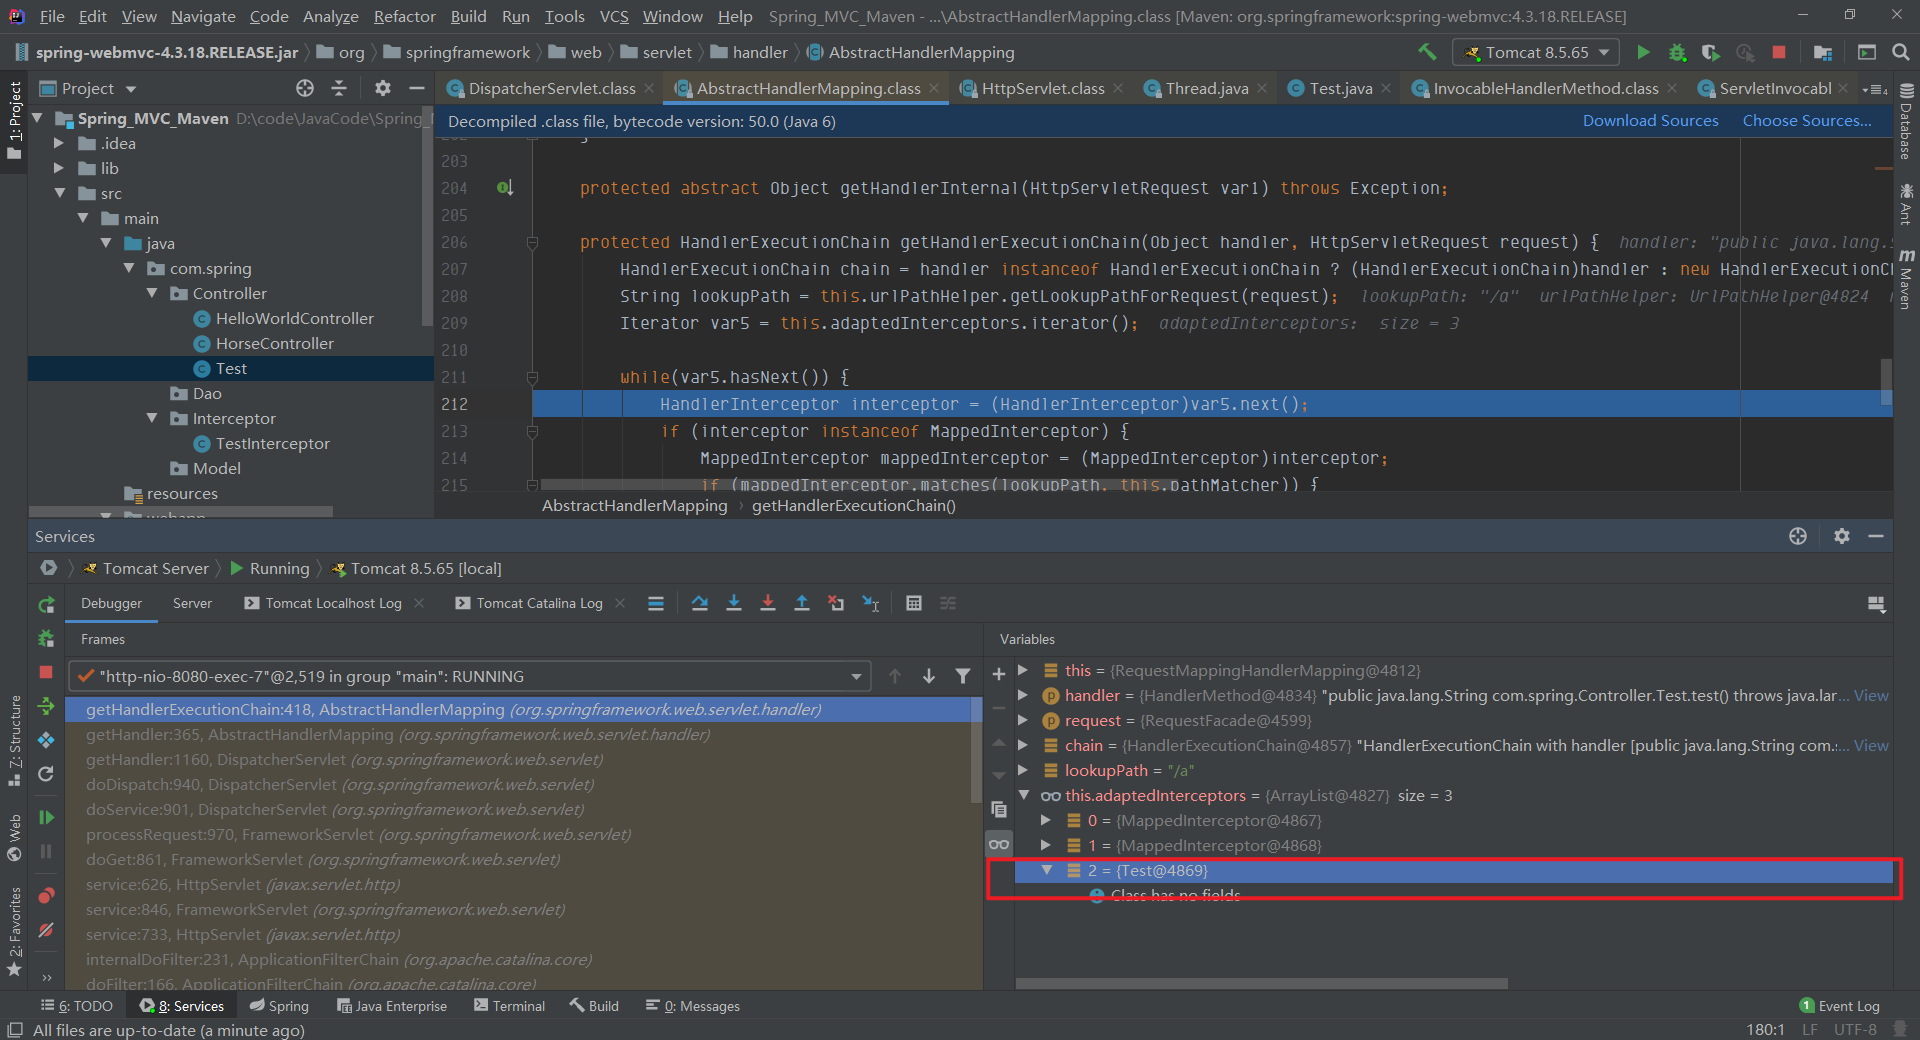 File Edit View Navigate Code Analyze Refactor Build Run Tools VCS Window Help Spring_MVC_Maven - ...\AbstractHandlerMapping.class [Maven: org.springframework:spring-webmvc:4.3.18.RELEASE]
spring-webmvc-4.3.18.RELEASE.jar org springframework web servlet handler AbstractHandlerMapping Tomcat 8.5.65
Project DispatcherServlet.class AbstractHandlerMapping.class HttpServlet.class Thread.java Test.java InvocableHandlerMethod.class ServletInvocabl 4
1: Project
Spring_MVC_Maven D:\code\JavaCode\Spring_
.idea
lib
src
main
java
com.spring
Controller
HelloWorldController
HorseController
Test
Dao
Interceptor
TestInterceptor
Model
resources
webapp
Decompiled .class file, bytecode version: 50.0 (Java 6) Download Sources Choose Sources...
203
204 protected abstract Object getHandlerInternal(HttpServletRequest var1) throws Exception;
205
206 protected HandlerExecutionChain getHandlerExecutionChain(Object handler, HttpServletRequest request) { handler: "public java.lang.
207 HandlerExecutionChain chain = handler instanceof HandlerExecutionChain ? (HandlerExecutionChain)handler : new HandlerExecutionC
208 String lookupPath = this.urlPathHelper.getLookupPathForRequest(request); lookupPath: "/a" urlPathHelper: UrlPathHelper@4824
209 Iterator var5 = this.adaptedInterceptors.iterator(); adaptedInterceptors: size = 3
210
211 while(var5.hasNext()) {
212 HandlerInterceptor interceptor = (HandlerInterceptor)var5.next();
213 if (interceptor instanceof MappedInterceptor) {
214 MappedInterceptor mappedInterceptor = (MappedInterceptor)interceptor;
215 if (mappedInterceptor.matches(lookupPath, this.pathMatcher)) {
AbstractHandlerMapping getHandlerExecutionChain()
Database
Ant
Maven
Services
Tomcat Server Running Tomcat 8.5.65 [local]
Debugger Server Tomcat Localhost Log Tomcat Catalina Log
Frames
"http-nio-8080-exec-7"@2,519 in group "main": RUNNING
getHandlerExecutionChain:418, AbstractHandlerMapping (org.springframework.web.servlet.handler)
getHandler:365, AbstractHandlerMapping (org.springframework.web.servlet.handler)
getHandler:1160, DispatcherServlet (org.springframework.web.servlet)
doDispatch:940, DispatcherServlet (org.springframework.web.servlet)
doService:901, DispatcherServlet (org.springframework.web.servlet)
processRequest:970, FrameworkServlet (org.springframework.web.servlet)
doGet:861, FrameworkServlet (org.springframework.web.servlet)
service:626, HttpServlet (javax.servlet.http)
service:846, FrameworkServlet (org.springframework.web.servlet)
service:733, HttpServlet (javax.servlet.http)
internalDoFilter:231, ApplicationFilterChain (org.apache.catalina.core)
doFilter:166, ApplicationFilterChain (org.apache.catalina.core)
Variables
this = {RequestMappingHandlerMapping@4812}
handler = {HandlerMethod@4834} "public java.lang.String com.spring.Controller.Test.test() throws java.lar... View
request = {RequestFacade@4599}
chain = {HandlerExecutionChain@4857} "HandlerExecutionChain with handler [public java.lang.String com.... View
lookupPath = "/a"
this.adaptedInterceptors = {ArrayList@4827} size = 3
0 = {MappedInterceptor@4867}
1 = {MappedInterceptor@4868}
2 = {Test@4869}
Class has no fields
Z: Structure
Web
2: Favorites
6: TODO 8: Services Spring Java Enterprise Terminal Build 0: Messages 1 Event Log
All files are up-to-date (a minute ago) 180:1 LF UTF-8